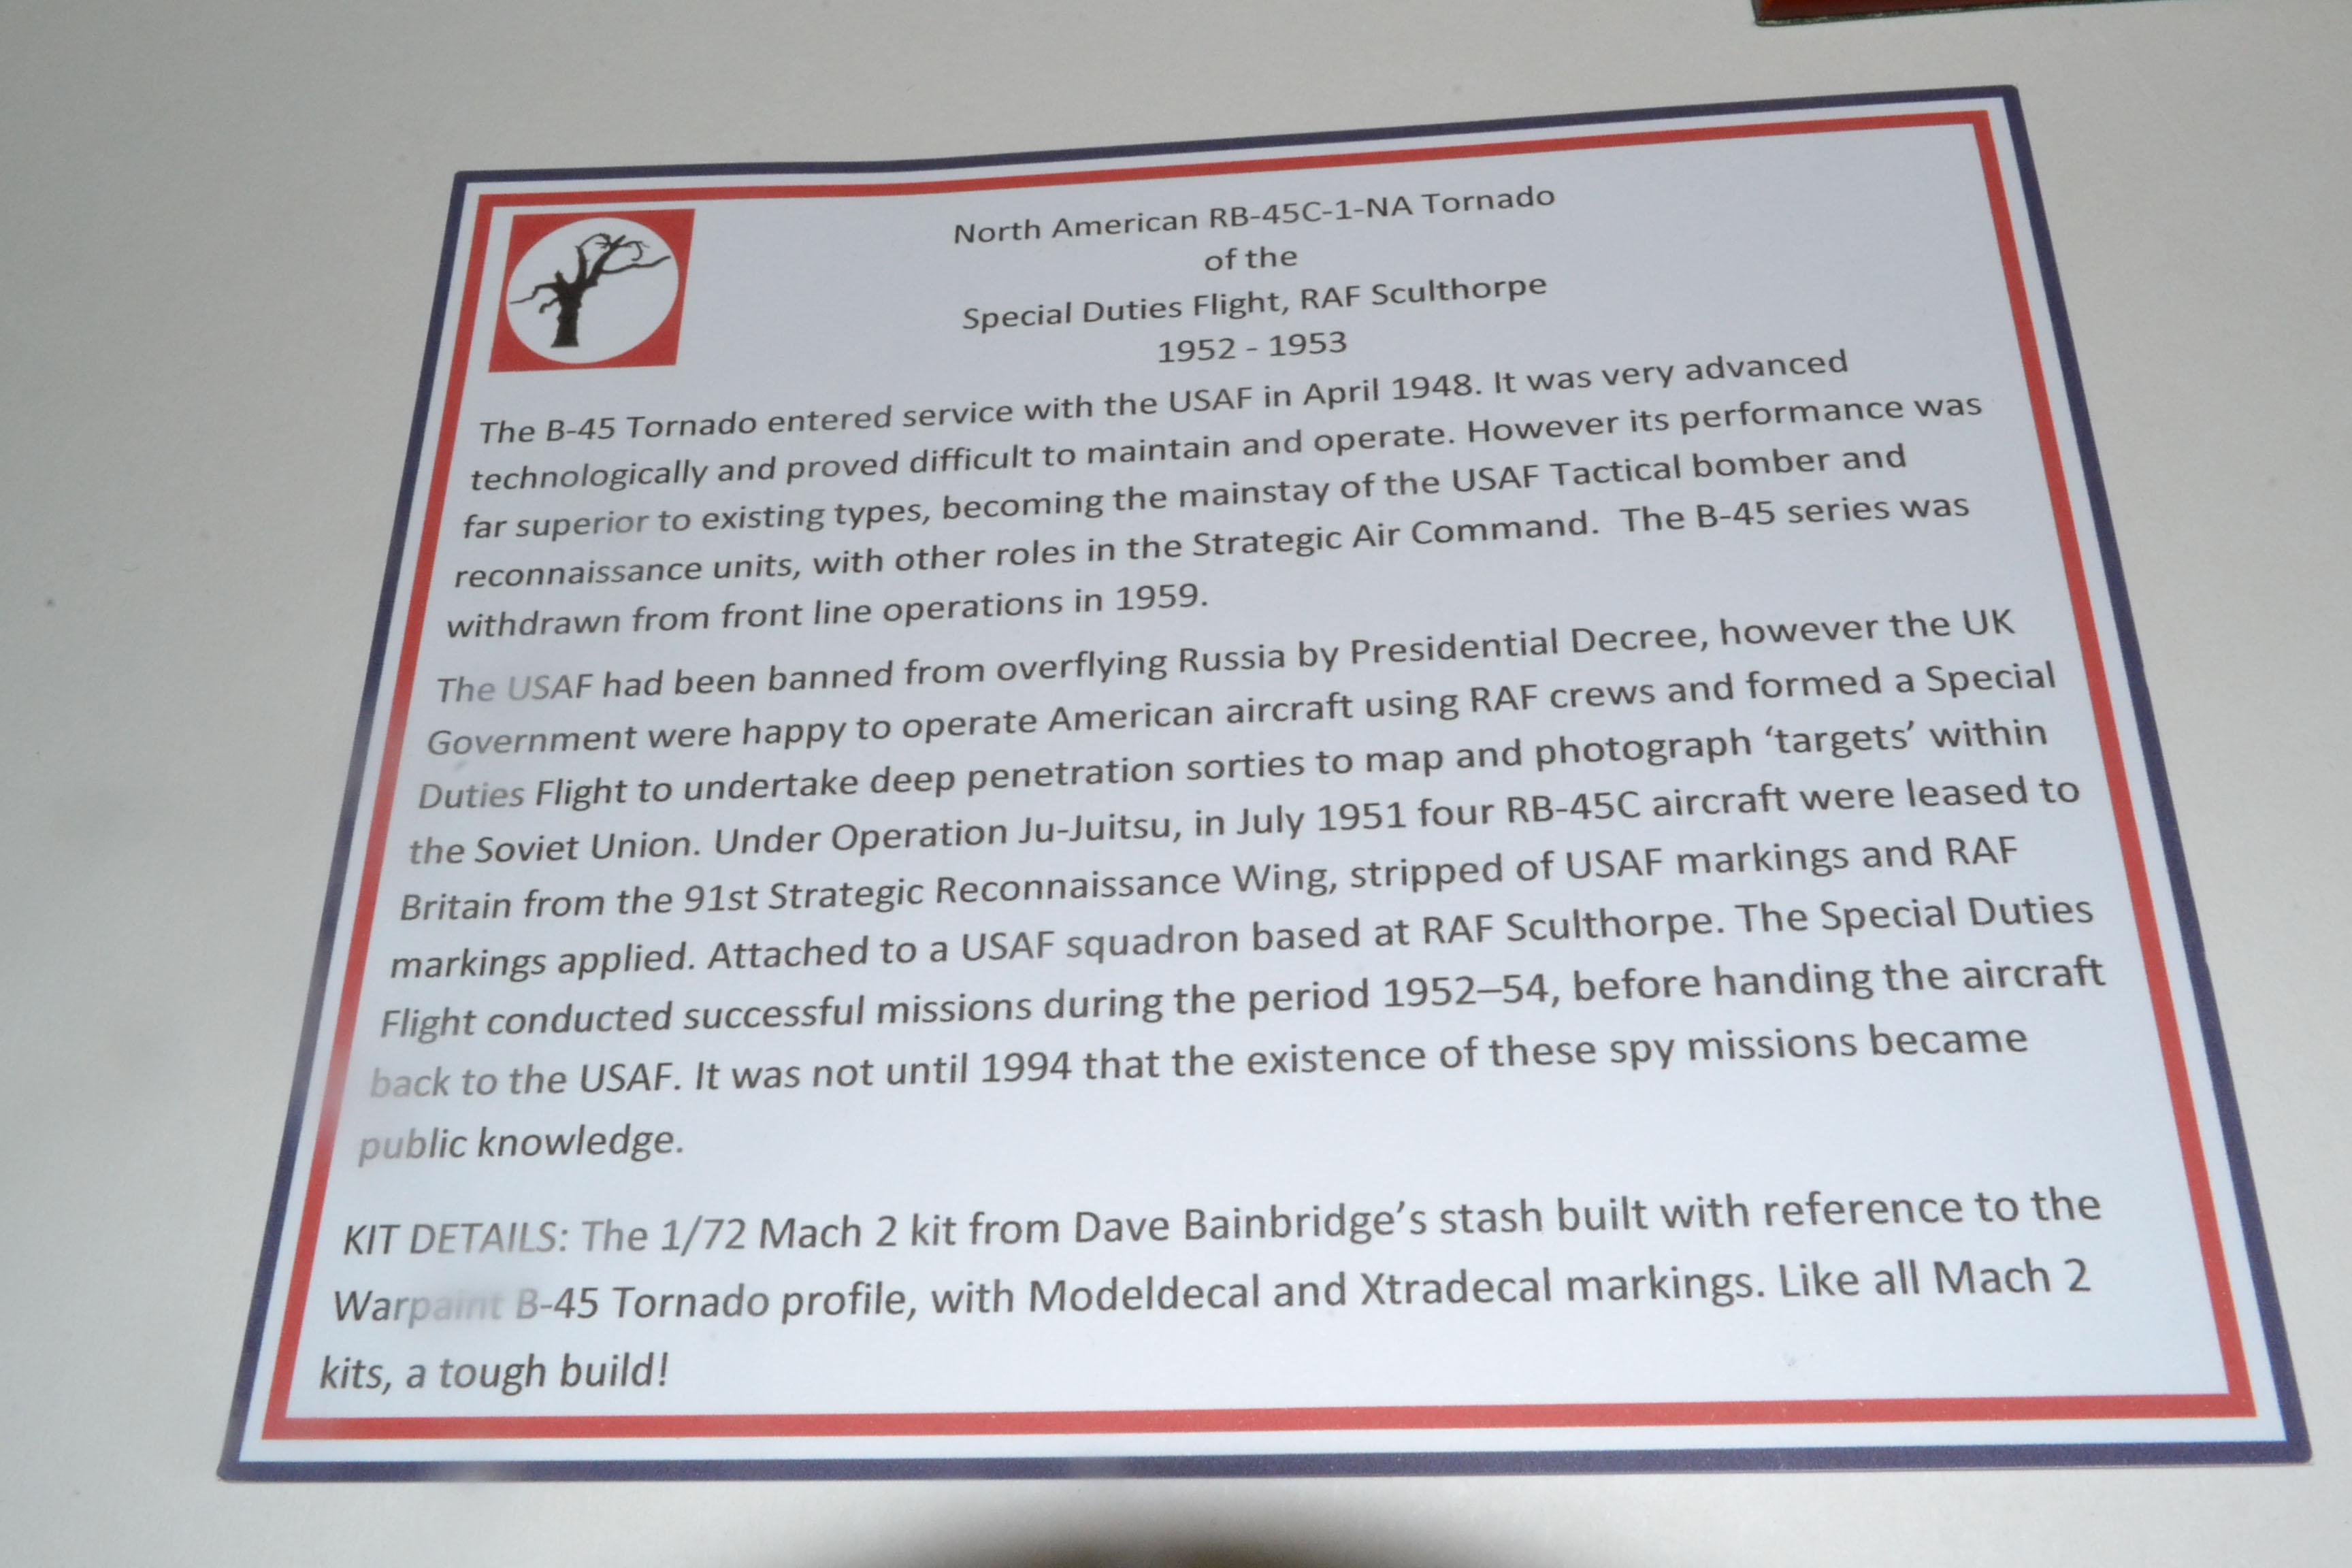 North American RB-45C-1-NA Tornado
of the
Special Duties Flight, RAF Sculthorpe
1952 - 1953
The B-45 Tornado entered service with the USAF in April 1948. It was very advanced
technologically and proved difficult to maintain and operate. However its performance was
far superior to existing types, becoming the mainstay of the USAF Tactical bomber and
reconnaissance units, with other roles in the Strategic Air Command. The B-45 series was
withdrawn from front line operations in 1959.
The USAF had been banned from overflying Russia by Presidential Decree, however the UK
Government were happy to operate American aircraft using RAF crews and formed a Special
Duties Flight to undertake deep penetration sorties to map and photograph ‘targets’ within
the Soviet Union. Under Operation Ju-Juitsu, in July 1951 four RB-45C aircraft were leased to
Britain from the 91st Strategic Reconnaissance Wing, stripped of USAF markings and RAF
markings applied. Attached to a USAF squadron based at RAF Sculthorpe. The Special Duties
Flight conducted successful missions during the period 1952–54, before handing the aircraft
back to the USAF. It was not until 1994 that the existence of these spy missions became
public knowledge.
KIT DETAILS: The 1/72 Mach 2 kit from Dave Bainbridge’s stash built with reference to the
Warpaint B-45 Tornado profile, with Modeldecal and Xtradecal markings. Like all Mach 2
kits, a tough build!